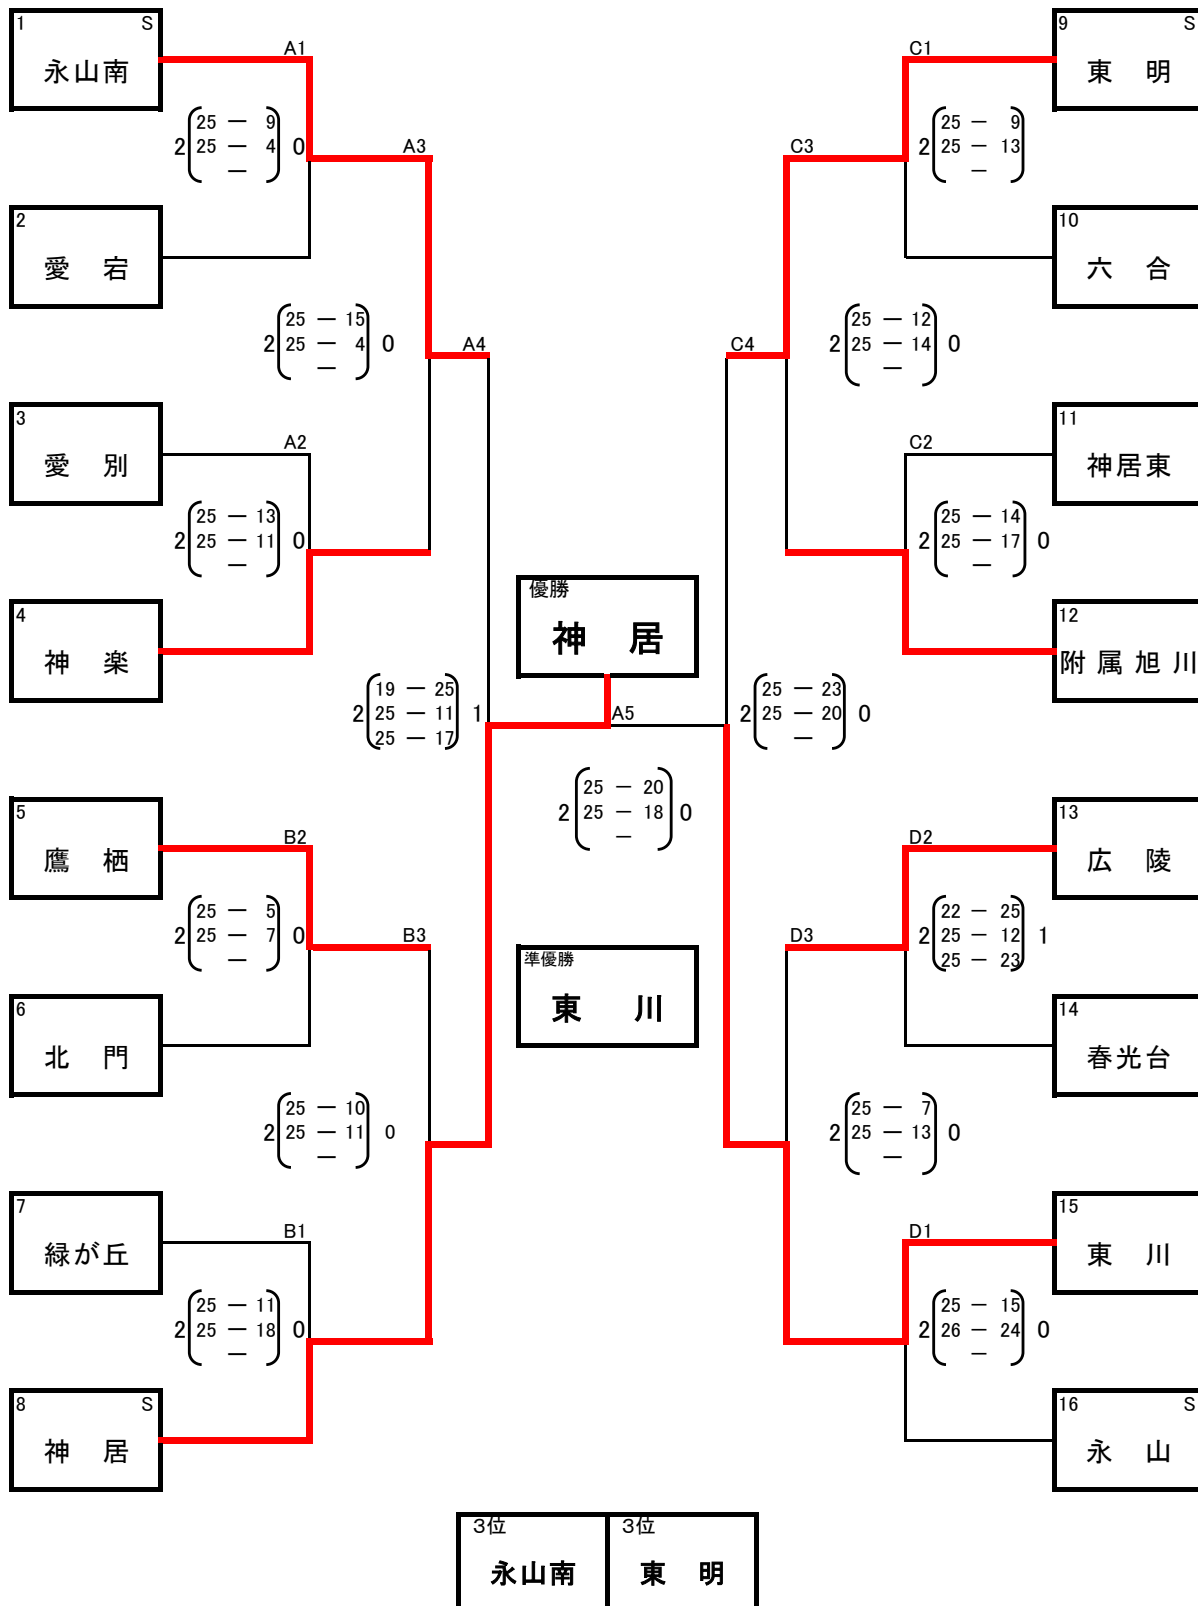 1 S
永山南
A1
2 25 — 9 0
25 — 4
—
A3
2
愛 宕
2 25 — 15 0
25 — 4
—
A4
3
愛 別
A2
2 25 — 13 0
25 — 11
—
4
神 楽
2 19 — 25 1
25 — 11
25 — 17
5
鷹 栖
B2
2 25 — 5 0
25 — 7
—
B3
6
北 門
2 25 — 10 0
25 — 11
—
7
緑が丘
B1
2 25 — 11 0
25 — 18
—
8 S
神 居
優勝
神 居
A5
2 25 — 20 0
25 — 18
—
準優勝
東 川
9 S
東 明
C1
2 25 — 9
25 — 13
—
C3
10
六 合
2 25 — 12 0
25 — 14
—
C4
11
神居東
C2
2 25 — 14 0
25 — 17
—
12
附属旭川
2 25 — 23 0
25 — 20
—
13
広 陵
D2
2 22 — 25 1
25 — 12
25 — 23
D3
14
春光台
2 25 — 7 0
25 — 13
—
15
東 川
D1
2 25 — 15 0
26 — 24
—
16 S
永 山
3位
永山南
3位
東 明